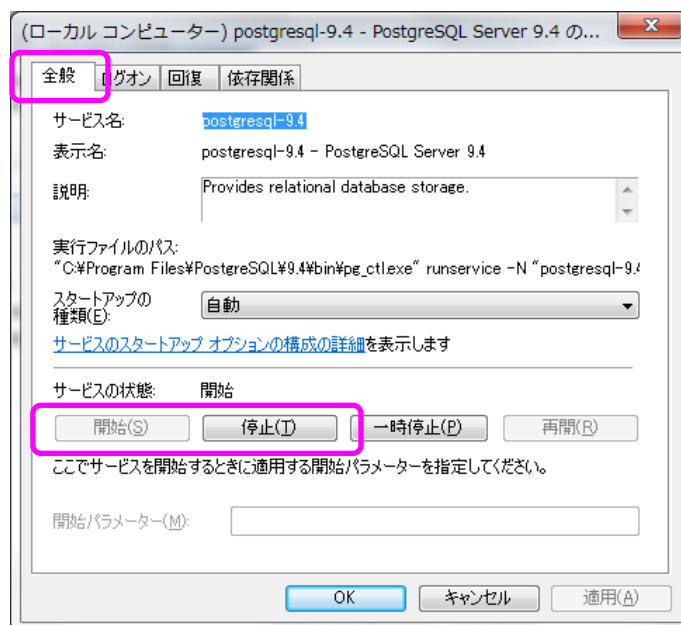 (ローカル コンピューター) postgresql-9.4 - PostgreSQL Server 9.4 の...
全般 ログオン 回復 依存関係
サービス名: postgresql-9.4
表示名: postgresql-9.4 - PostgreSQL Server 9.4
説明: Provides relational database storage.
実行ファイルのパス:
"C:¥Program Files¥PostgreSQL¥9.4¥bin¥pg_ctl.exe" runservice -N "postgresql-9.4
スタートアップの
種類(E): 自動
サービスのスタートアップ オプションの構成の詳細を表示します
サービスの状態: 開始
開始(S) 停止(T) 一時停止(P) 再開(R)
ここでサービスを開始するときに適用する開始パラメーターを指定してください。
開始パラメーター(M):
OK キャンセル 適用(A)